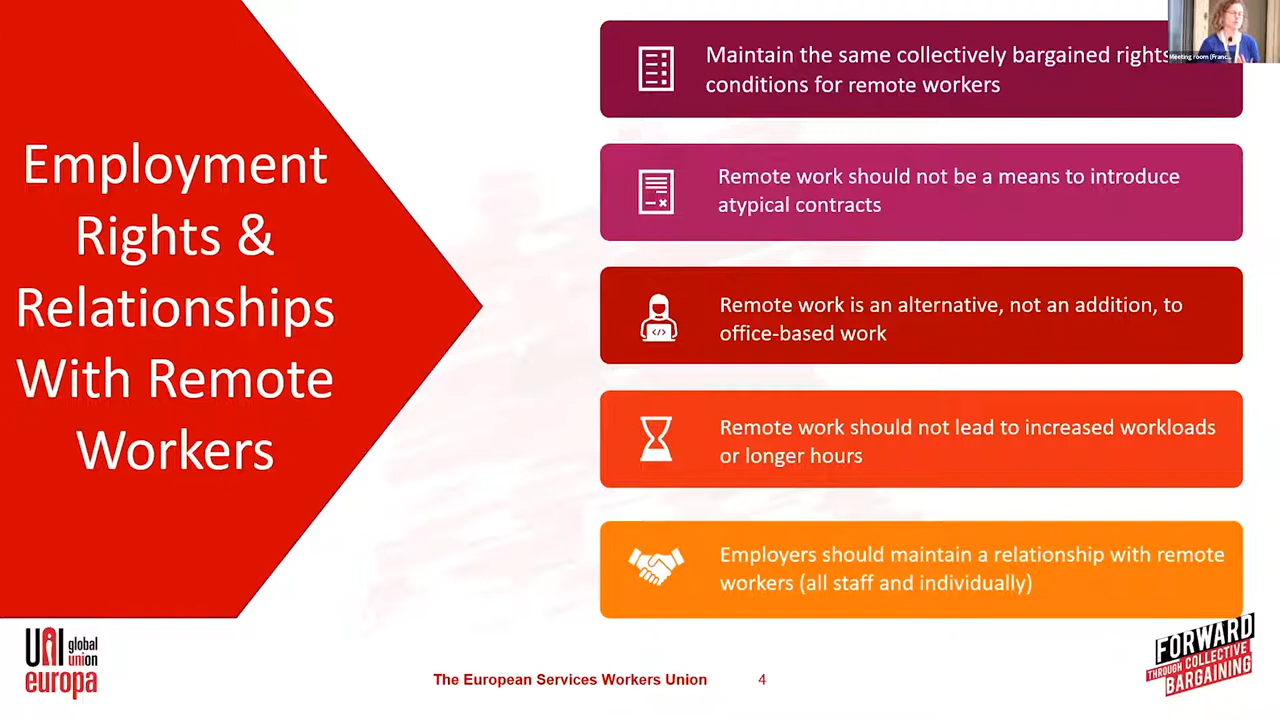 Employment
Rights &
Relationships
With Remote
Workers
Maintain the same collectively bargained rights
conditions for remote workers
Remote work should not be a means to introduce
atypical contracts
Remote work is an alternative, not an addition, to
office-based work
Remote work should not lead to increased workloads
or longer hours
Employers should maintain a relationship with remote
workers (all staff and individually)
Meeting room (Franc...
UNI
global
union
europa
The European Services Workers Union
4
FORWARD
THROUGH COLLECTIVE
BARGAINING